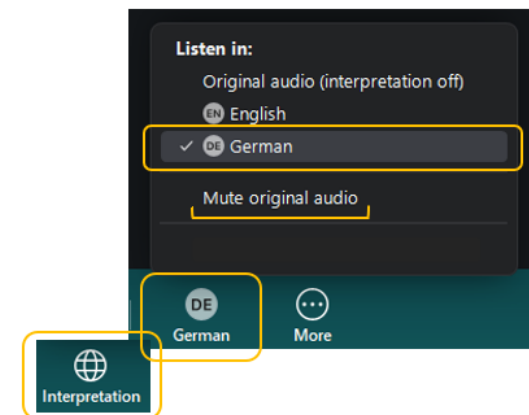 Listen in:
Original audio (interpretation off)
EN English
DE German
Mute original audio
DE
German
More
Interpretation